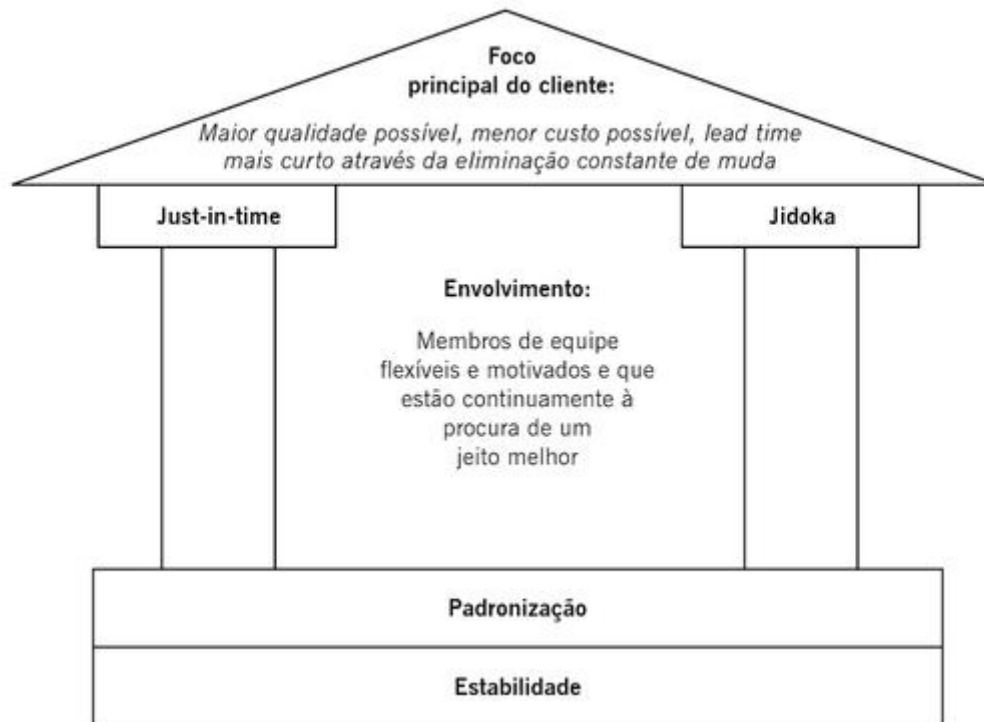 Foco
principal do cliente:
Maior qualidade possível, menor custo possível, lead time
mais curto através da eliminação constante de muda
Just-in-time
Jidoka
Envolvimento:
Membros de equipe
flexíveis e motivados e que
estão continuamente à
procura de um
jeito melhor
Padronização
Estabilidade